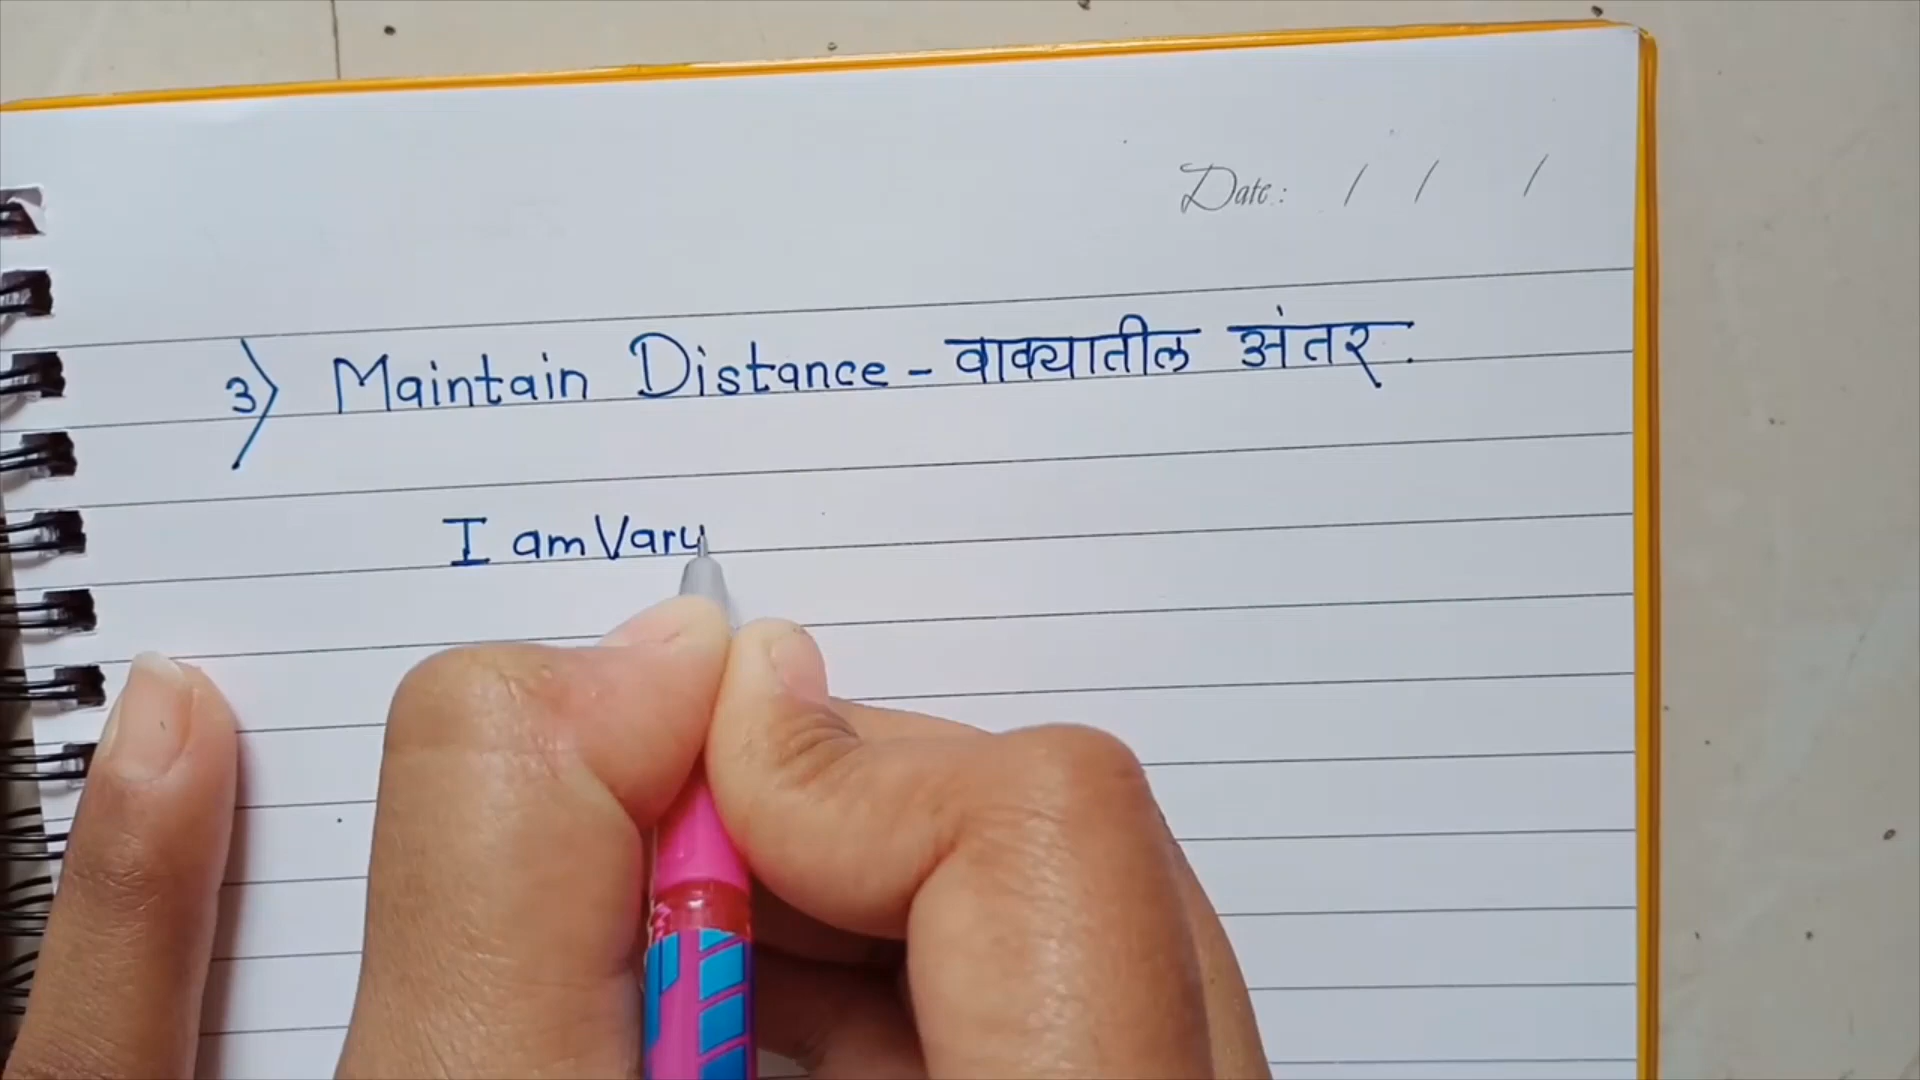 Date: / / /
3) Maintain Distance - वाक्यातील अंतर.
I am Varu